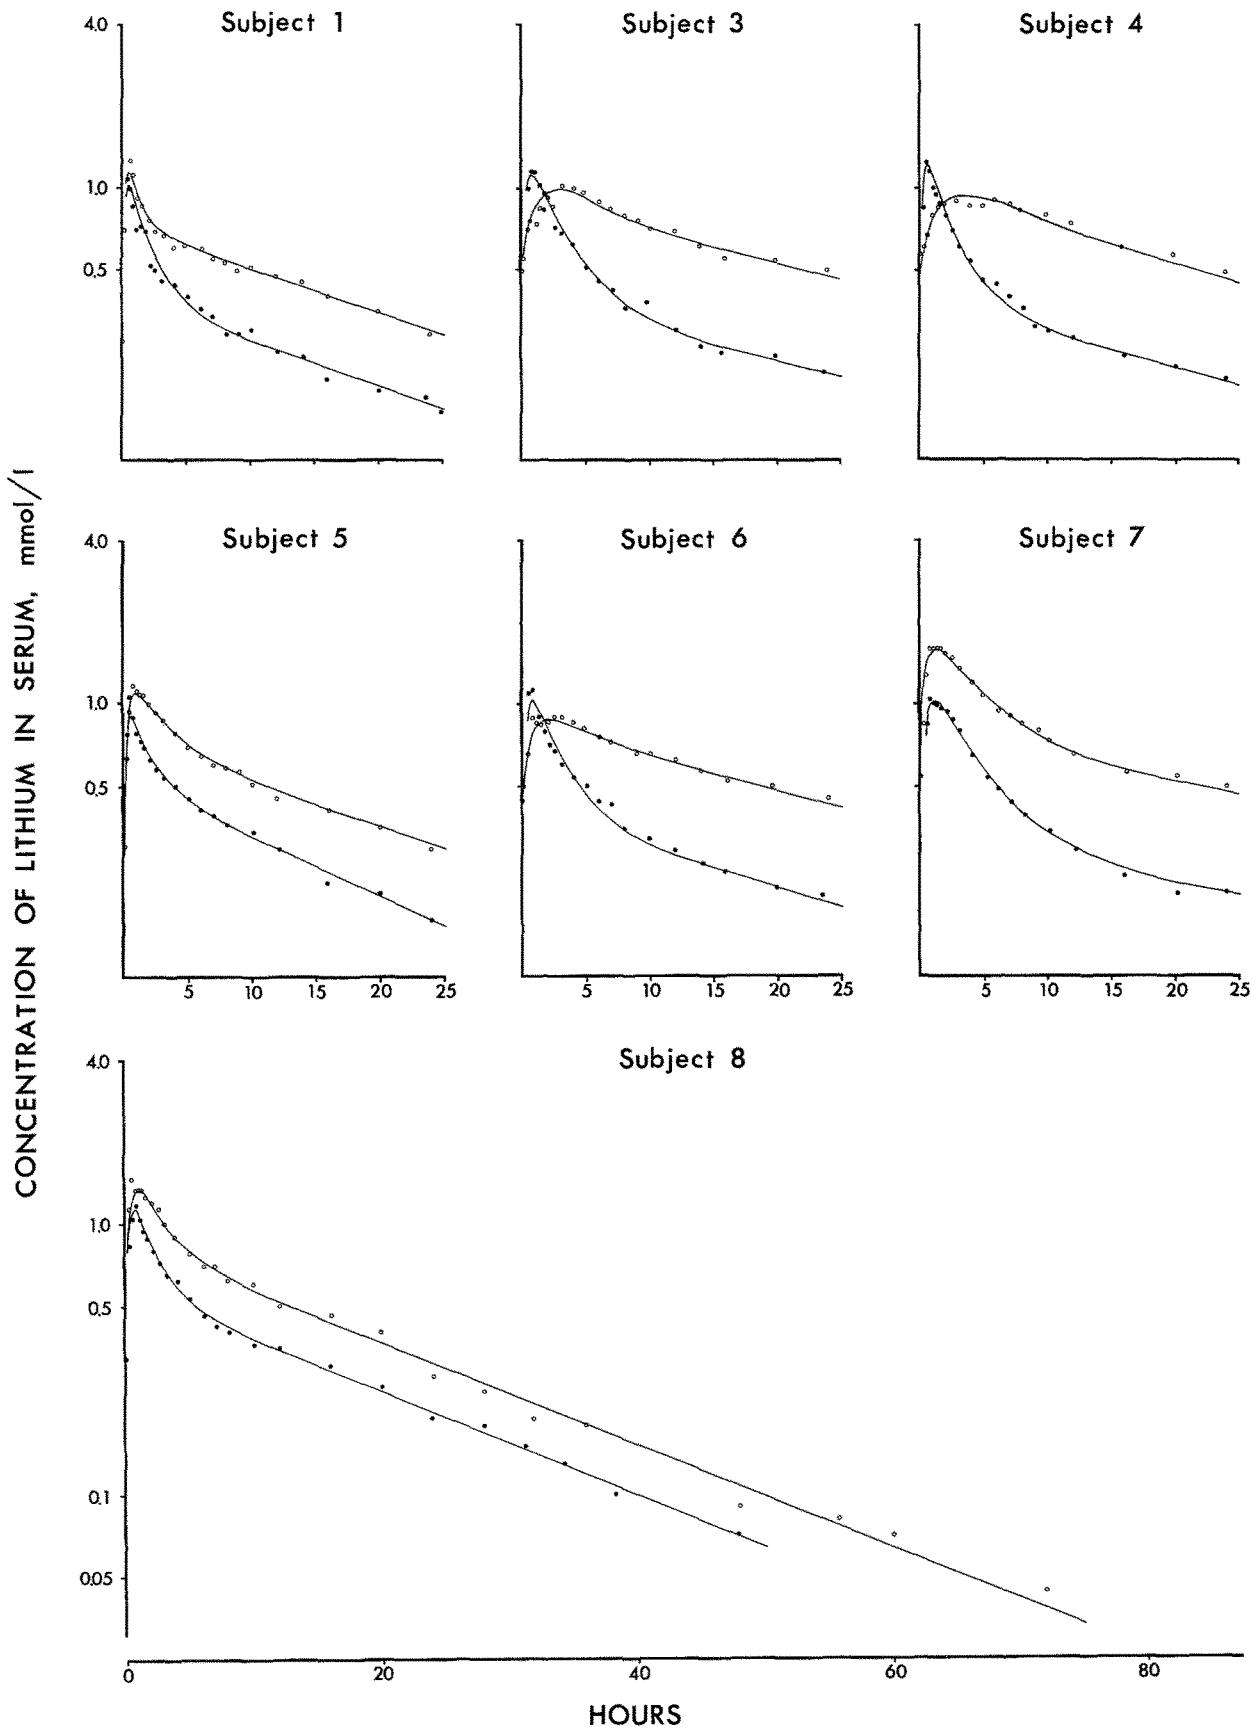 Subject 1
Subject 3
Subject 4
4.0
1.0
0.5
Subject 5
Subject 6
Subject 7
4.0
1.0
0.5
5 10 15 20 25
5 10 15 20 25
5 10 15 20 25
CONCENTRATION OF LITHIUM IN SERUM, mmol/l
Subject 8
4.0
1.0
0.5
0.1
0.05
0 20 40 60 80
HOURS